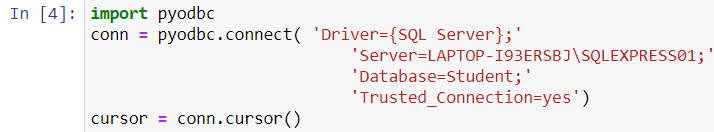 In [4]: import pyodbc
conn = pyodbc.connect( 'Driver={SQL Server};'
'Server=LAPTOP-I93ERSBJ\SQLEXPRESS01;'
'Database=Student;'
'Trusted_Connection=yes')
cursor = conn.cursor()